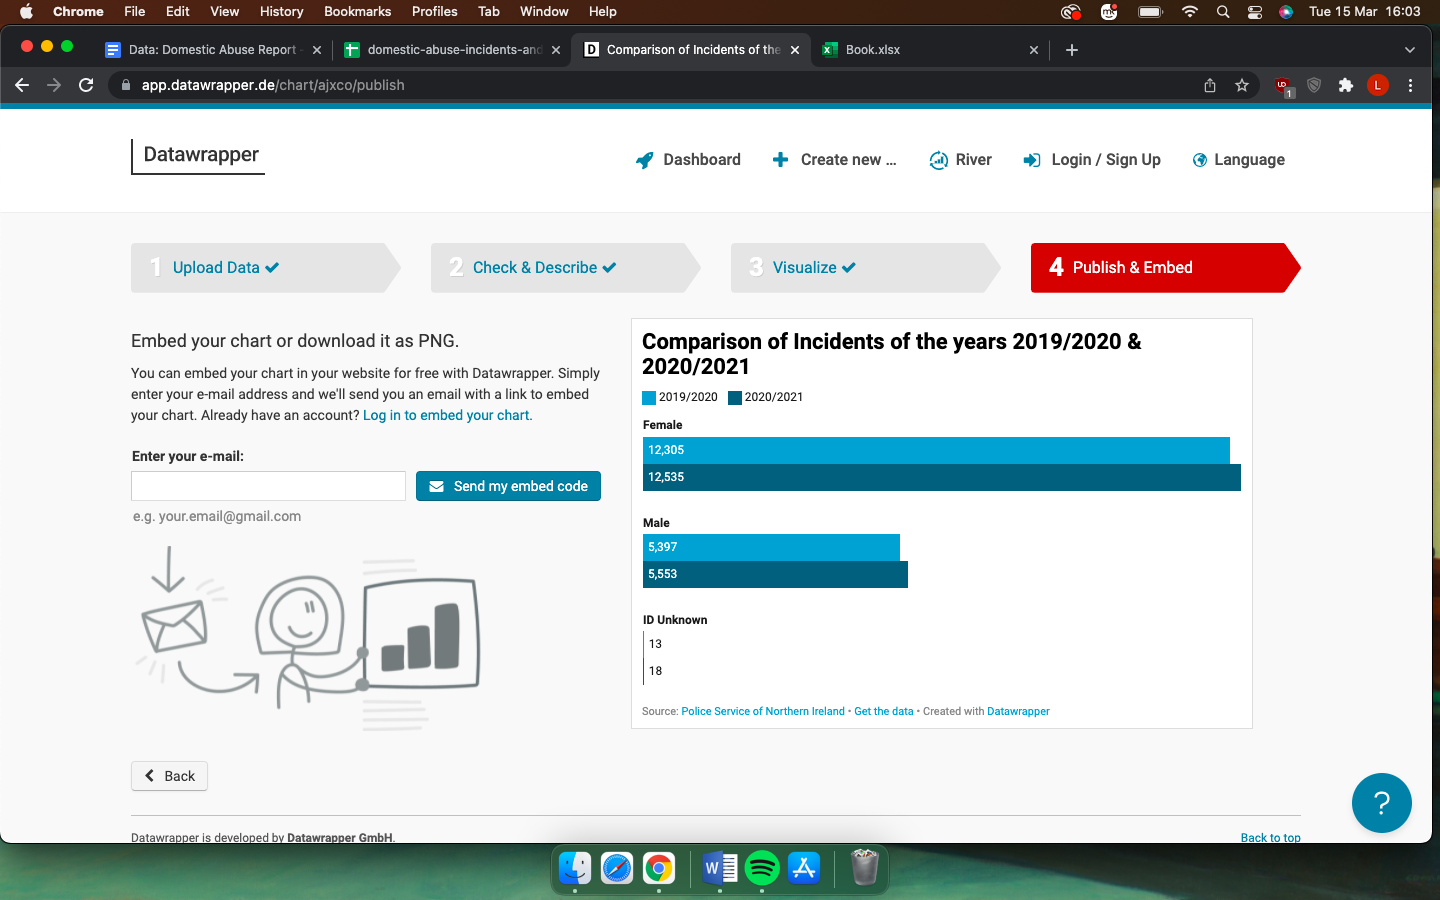 Chrome File Edit View History Bookmarks Profiles Tab Window Help Tue 15 Mar 16:03
Data: Domestic Abuse Report - domestic-abuse-incidents-and Comparison of Incidents of the Book.xlsx
app.datawrapper.de/chart/ajxco/publish
Datawrapper
Dashboard Create new ... River Login / Sign Up Language
1 Upload Data
2 Check & Describe
3 Visualize
4 Publish & Embed
Embed your chart or download it as PNG.
You can embed your chart in your website for free with Datawrapper. Simply
enter your e-mail address and we'll send you an email with a link to embed
your chart. Already have an account? Log in to embed your chart.
Enter your e-mail:
Send my embed code
e.g. your.email@gmail.com
Back
Comparison of Incidents of the years 2019/2020 &
2020/2021
2019/2020 2020/2021
Female
12,305
12,535
Male
5,397
5,553
ID Unknown
13
18
Source: Police Service of Northern Ireland • Get the data • Created with Datawrapper
?
Datawrapper is developed by Datawrapper GmbH.
Back to top